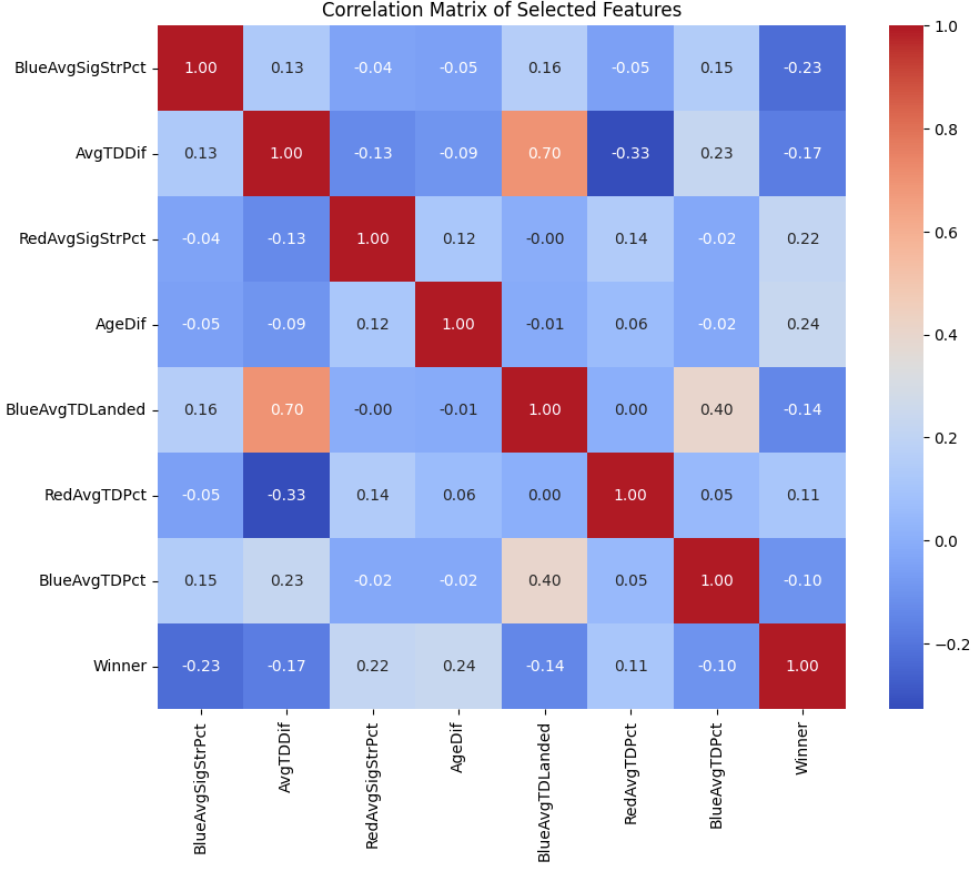 Correlation Matrix of Selected Features
BlueAvgSigStrPct 1.00 0.13 -0.04 -0.05 0.16 -0.05 0.15 -0.23
AvgTDDif 0.13 1.00 -0.13 -0.09 0.70 -0.33 0.23 -0.17
RedAvgSigStrPct -0.04 -0.13 1.00 0.12 -0.00 0.14 -0.02 0.22
AgeDif -0.05 -0.09 0.12 1.00 -0.01 0.06 -0.02 0.24
BlueAvgTDLanded 0.16 0.70 -0.00 -0.01 1.00 0.00 0.40 -0.14
RedAvgTDPct -0.05 -0.33 0.14 0.06 0.00 1.00 0.05 0.11
BlueAvgTDPct 0.15 0.23 -0.02 -0.02 0.40 0.05 1.00 -0.10
Winner -0.23 -0.17 0.22 0.24 -0.14 0.11 -0.10 1.00
BlueAvgSigStrPct
AvgTDDif
RedAvgSigStrPct
AgeDif
BlueAvgTDLanded
RedAvgTDPct
BlueAvgTDPct
Winner
1.0
0.8
0.6
0.4
0.2
0.0
-0.2